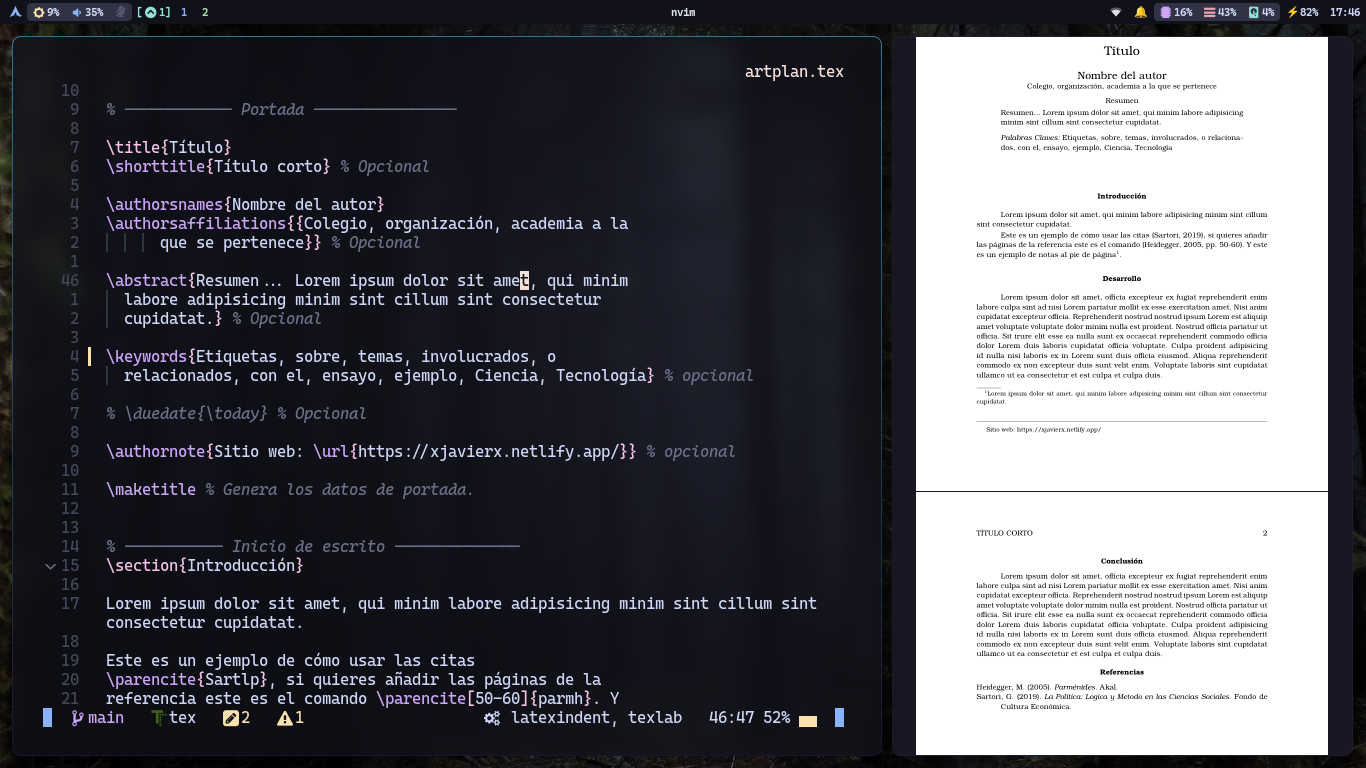 9% 35% [ 1] 1 2 nvim 16% 43% 4% 82% 17:46
artplan.tex
10
9 % ──────────── Portada ────────────────
8
7 \title{Título}
6 \shorttitle{Título corto} % Opcional
5
4 \authorsnames{Nombre del autor}
3 \authorsaffiliations{{Colegio, organización, academia a la
2 que se pertenece}} % Opcional
1
46 \abstract{Resumen... Lorem ipsum dolor sit amet, qui minim
1 labore adipisicing minim sint cillum sint consectetur
2 cupidatat.} % Opcional
3
4 \keywords{Etiquetas, sobre, temas, involucrados, o
5 relacionados, con el, ensayo, ejemplo, Ciencia, Tecnología} % opcional
6
7 % \duedate{\today} % Opcional
8
9 \authornote{Sitio web: \url{https://xjavierx.netlify.app/}} % opcional
10
11 \maketitle % Genera los datos de portada.
12
13
14 % ─────────── Inicio de escrito ──────────────
15 \section{Introducción}
16
17 Lorem ipsum dolor sit amet, qui minim labore adipisicing minim sint cillum sint
consectetur cupidatat.
18
19 Este es un ejemplo de cómo usar las citas
20 \parencite{Sartlp}, si quieres añadir las páginas de la
21 referencia este es el comando \parencite[50-60]{parmh}. Y
main tex 2 1 latexindent, texlab 46:47 52%
Título
Nombre del autor
Colegio, organización, academia a la que se pertenece
Resumen
Resumen... Lorem ipsum dolor sit amet, qui minim labore adipisicing
minim sint cillum sint consectetur cupidatat.
Palabras Claves: Etiquetas, sobre, temas, involucrados, o relaciona-
dos, con el, ensayo, ejemplo, Ciencia, Tecnología
Introducción
Lorem ipsum dolor sit amet, qui minim labore adipisicing minim sint cillum
sint consectetur cupidatat.
Este es un ejemplo de cómo usar las citas (Sartori, 2019), si quieres añadir
las páginas de la referencia este es el comando (Heidegger, 2005, pp. 50-60). Y este
es un ejemplo de notas al pie de página¹.
Desarrollo
Lorem ipsum dolor sit amet, officia excepteur ex fugiat reprehenderit enim
labore culpa sint ad nisi Lorem pariatur mollit ex esse exercitation amet. Nisi anim
cupidatat excepteur officia. Reprehenderit nostrud nostrud ipsum Lorem est aliquip
amet voluptate voluptate dolor minim nulla est proident. Nostrud officia pariatur ut
officia. Sit irure elit esse ea nulla sunt ex occaecat reprehenderit commodo officia
dolor Lorem duis laboris cupidatat officia voluptate. Culpa proident adipisicing
id nulla nisi laboris ex in Lorem sunt duis officia eiusmod. Aliqua reprehenderit
commodo ex non excepteur duis sunt velit enim. Voluptate laboris sint cupidatat
ullamco ut ea consectetur et est culpa et culpa duis.
¹Lorem ipsum dolor sit amet, qui minim labore adipisicing minim sint cillum sint consectetur
cupidatat.
Sitio web: https://xjavierx.netlify.app/
TÍTULO CORTO 2
Conclusión
Lorem ipsum dolor sit amet, officia excepteur ex fugiat reprehenderit enim
labore culpa sint ad nisi Lorem pariatur mollit ex esse exercitation amet. Nisi anim
cupidatat excepteur officia. Reprehenderit nostrud nostrud ipsum Lorem est aliquip
amet voluptate voluptate dolor minim nulla est proident. Nostrud officia pariatur ut
officia. Sit irure elit esse ea nulla sunt ex occaecat reprehenderit commodo officia
dolor Lorem duis laboris cupidatat officia voluptate. Culpa proident adipisicing
id nulla nisi laboris ex in Lorem sunt duis officia eiusmod. Aliqua reprehenderit
commodo ex non excepteur duis sunt velit enim. Voluptate laboris sint cupidatat
ullamco ut ea consectetur et est culpa et culpa duis.
Referencias
Heidegger, M. (2005). Parménides. Akal.
Sartori, G. (2019). La Política: Logica y Metodo en las Ciencias Sociales. Fondo de
Cultura Económica.